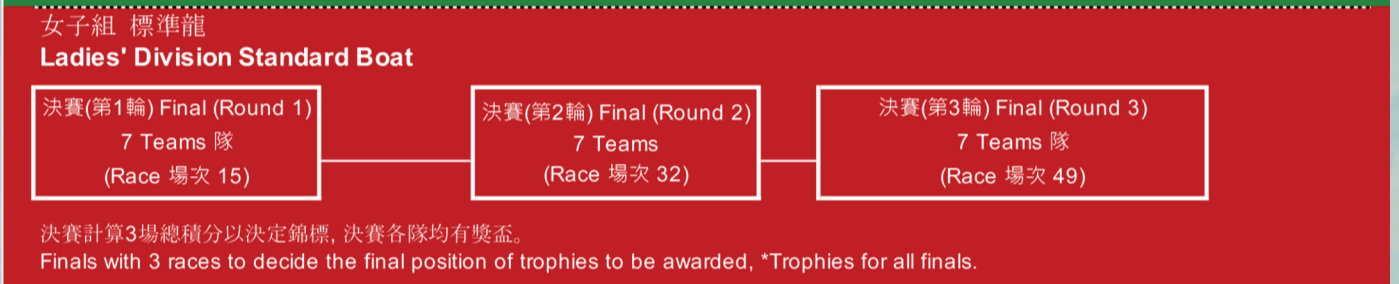 女子組 標準龍
Ladies' Division Standard Boat
決賽(第1輪) Final (Round 1)
7 Teams 隊
(Race 場次 15)
決賽(第2輪) Final (Round 2)
7 Teams
(Race 場次 32)
決賽(第3輪) Final (Round 3)
7 Teams 隊
(Race 場次 49)
決賽計算3場總積分以決定錦標, 決賽各隊均有獎盃。
Finals with 3 races to decide the final position of trophies to be awarded, *Trophies for all finals.